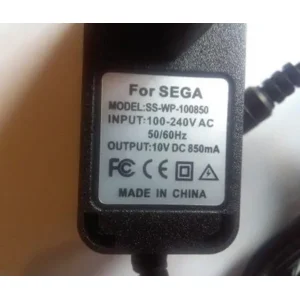 For SEGA
MODEL:SS-WP-100850
INPUT:100-240V AC
50/60Hz
OUTPUT:10V DC 850mA
FC CE
MADE IN CHINA